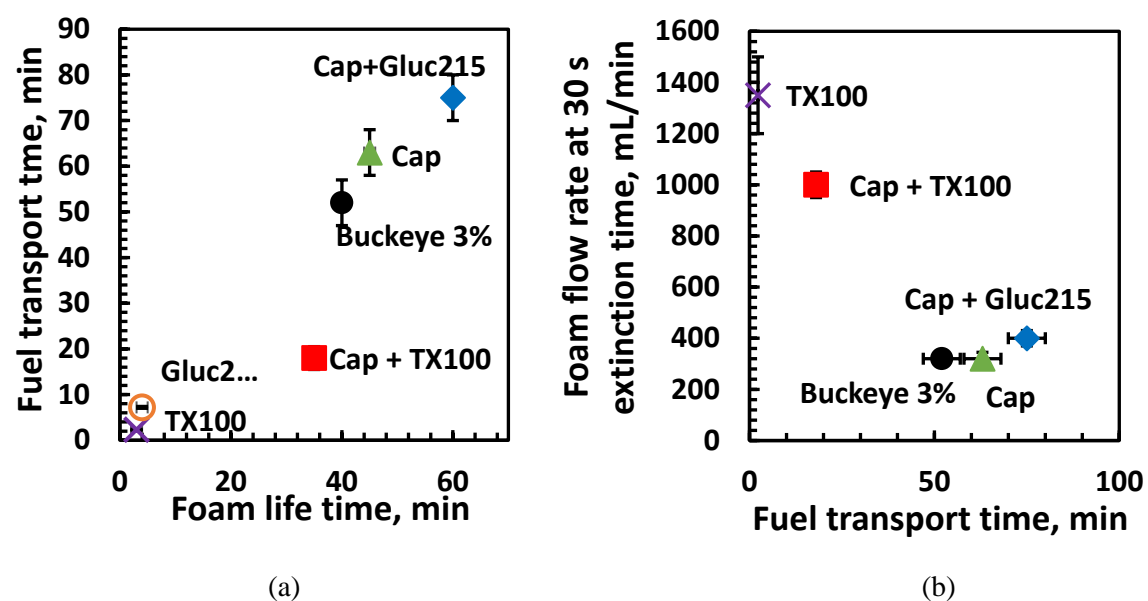 90
80
70
60
50
40
30
20
10
0
0
20
40
60
Fuel transport tme, min
Foam life time, min
Cap+Gluc215
Cap
Buckeye 3%
Cap + TX100
Gluc2...
TX100
(a)
1600
1400
1200
1000
800
600
400
200
0
0
50
100
Foam flow rate at 30 s
extinction time, mL/min
Fuel transport time, min
TX100
Cap + TX100
Cap + Gluc215
Buckeye 3%
Cap
(b)